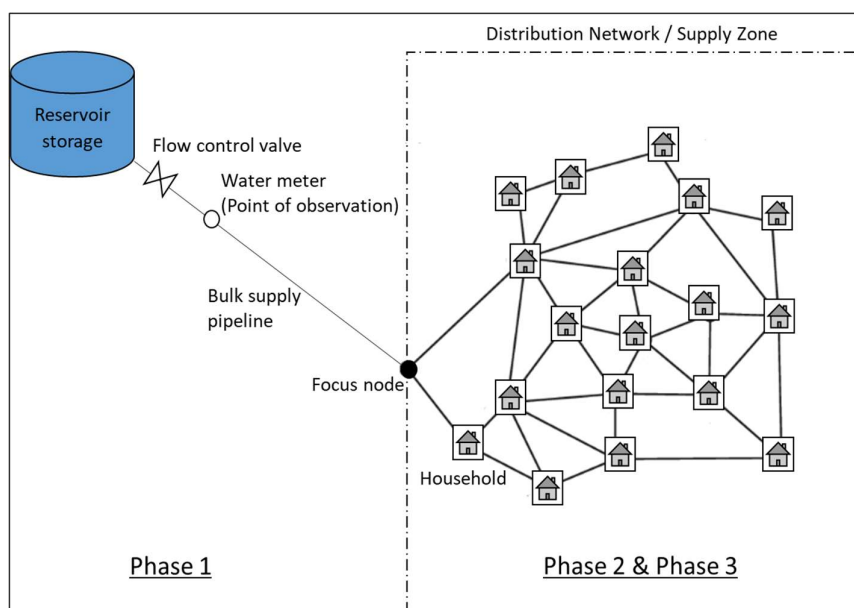 Distribution Network / Supply Zone
Reservoir
storage
Flow control valve
Water meter
(Point of observation)
Bulk supply
pipeline
Focus node
Household
Phase 1
Phase 2 & Phase 3